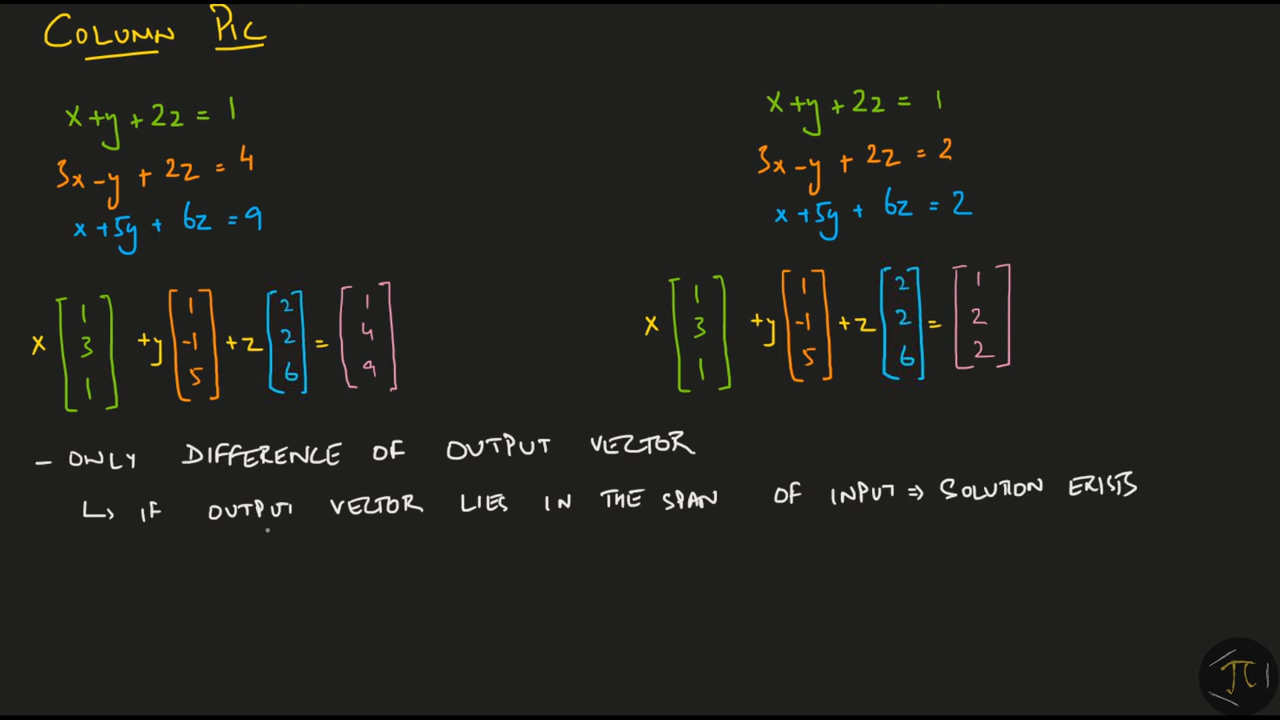 COLUMN PIC
x+y+2z = 1
3x-y+2z = 4
x+5y+6z = 9
x [1 3 1] +y [1 -1 5] +z [2 2 6] = [1 4 9]
x+y+2z = 1
3x-y+2z = 2
x+5y+6z = 2
x [1 3 1] +y [1 -1 5] +z [2 2 6] = [1 2 2]
- ONLY DIFFERENCE OF OUTPUT VECTOR
↳ IF OUTPUT VECTOR LIES IN THE SPAN OF INPUT ⇒ SOLUTION EXISTS